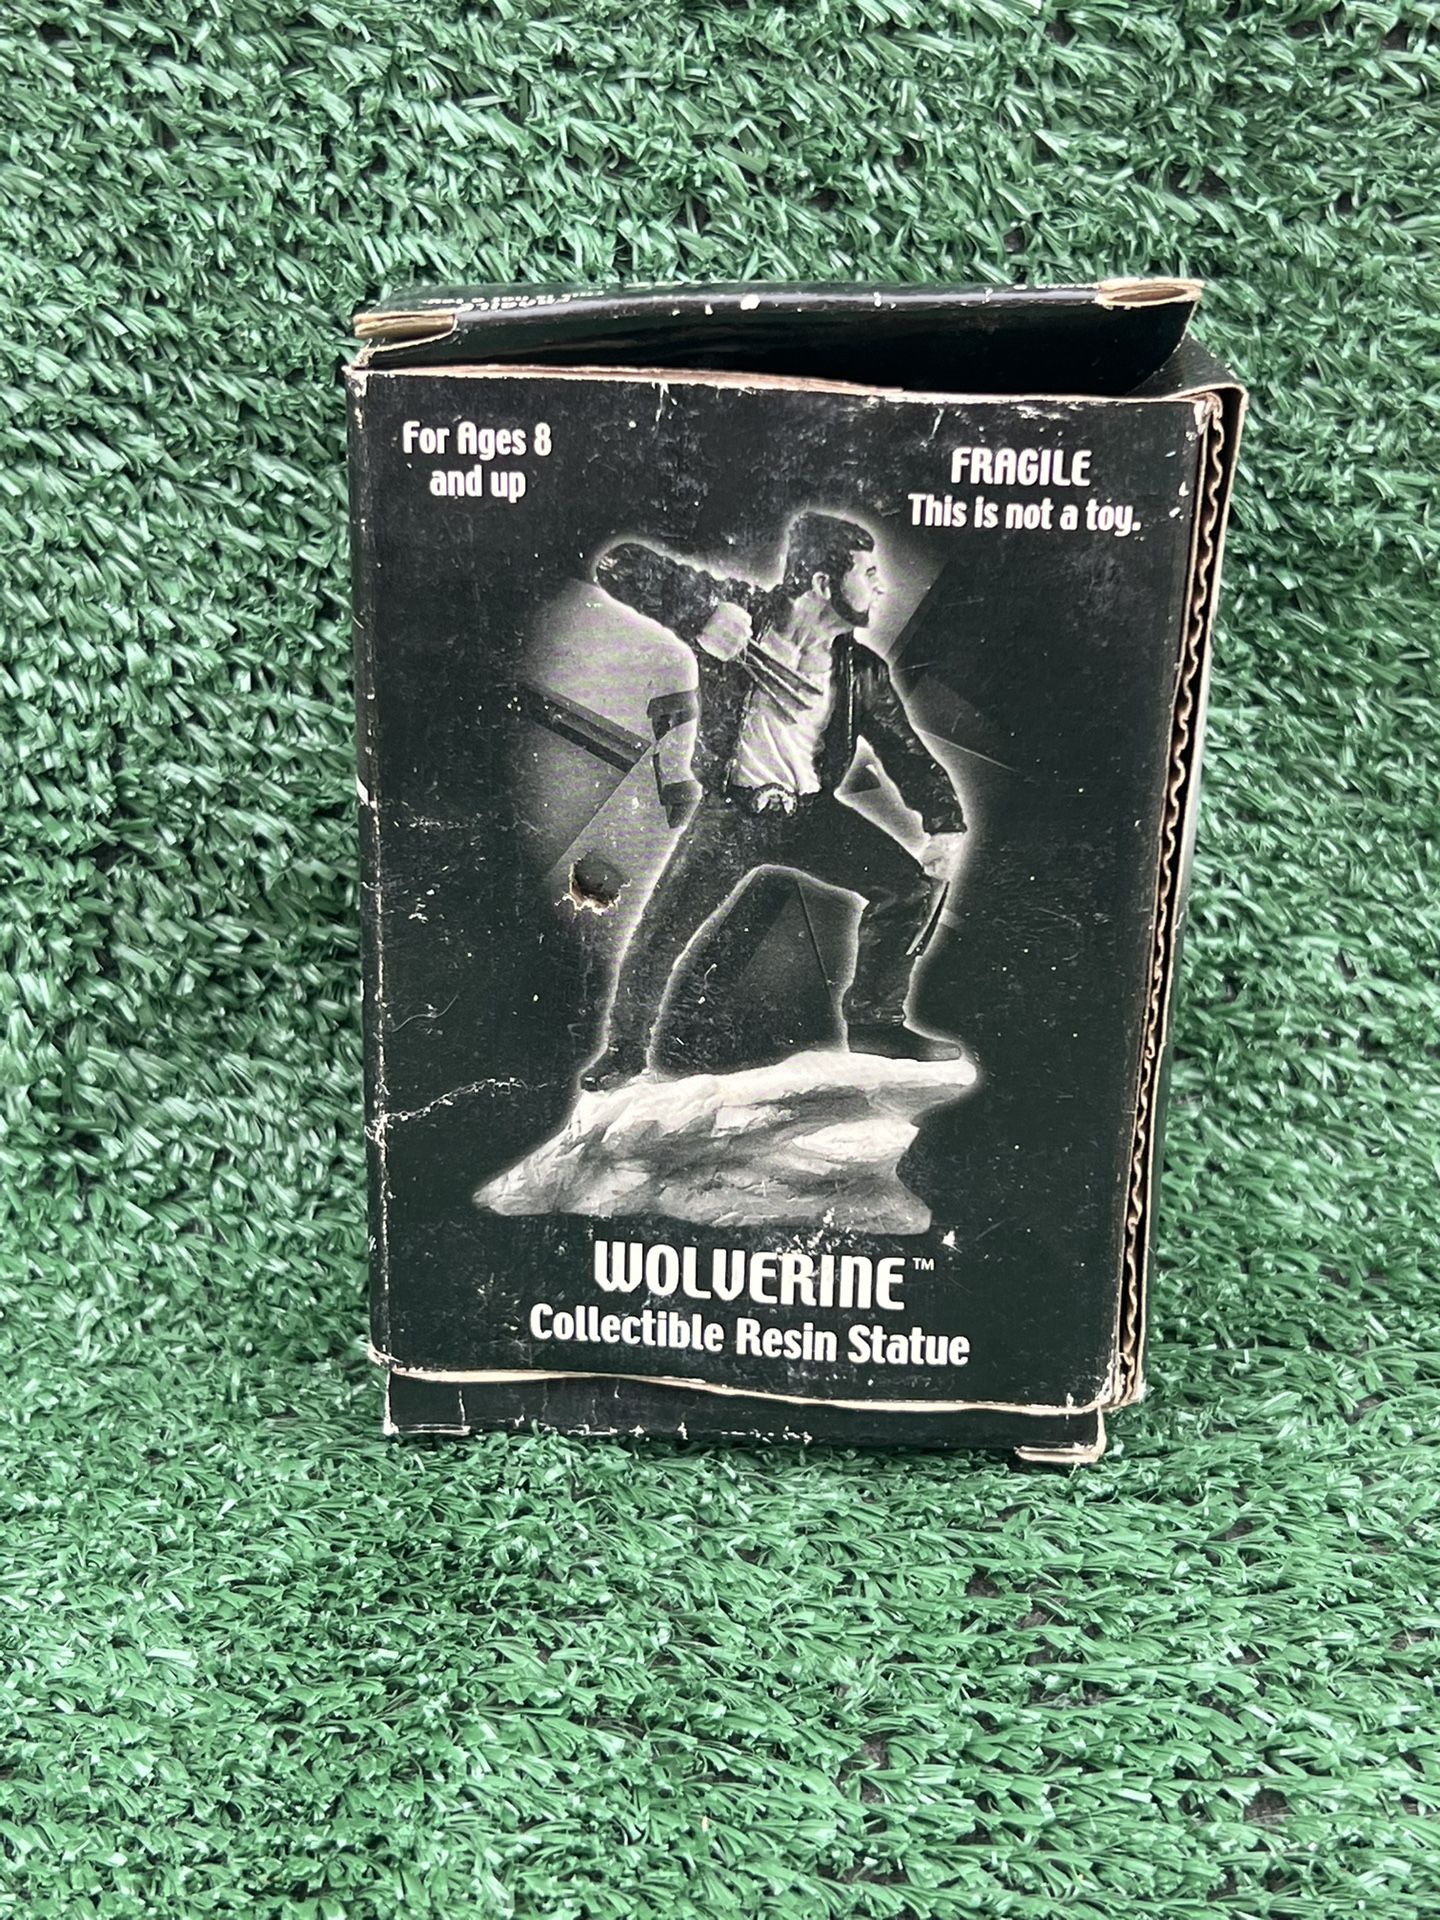 For Ages 8
and up
FRAGILE
This is not a toy.
WOLVERINE™
Collectible Resin Statue